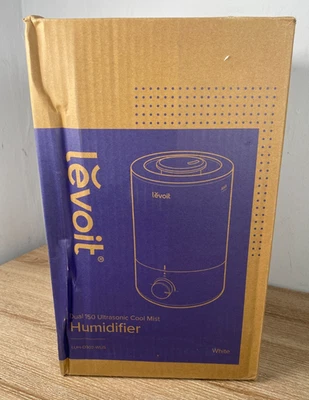 levoit®
levoit
Dual 150 Ultrasonic Cool Mist
Humidifier
White